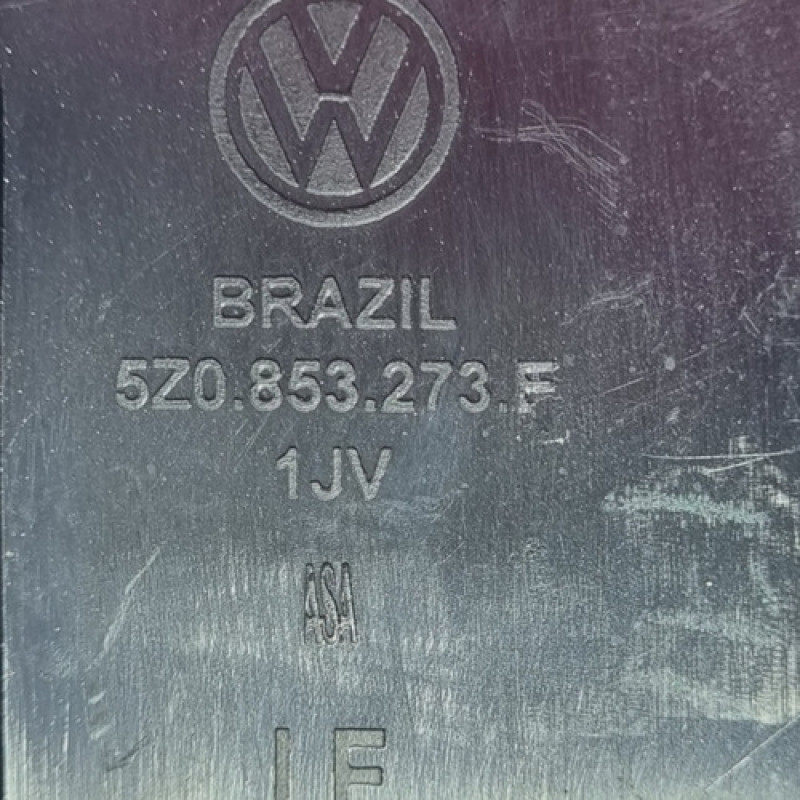 BRAZIL
5Z0.853.273.F
1JV
ASA